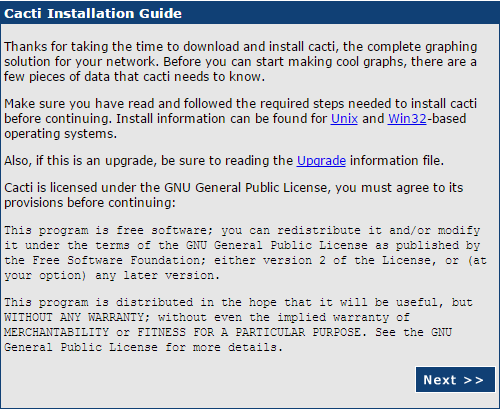 Cacti Installation Guide
Thanks for taking the time to download and install cacti, the complete graphing
solution for your network. Before you can start making cool graphs, there are a
few pieces of data that cacti needs to know.
Make sure you have read and followed the required steps needed to install cacti
before continuing. Install information can be found for Unix and Win32-based
operating systems.
Also, if this is an upgrade, be sure to reading the Upgrade information file.
Cacti is licensed under the GNU General Public License, you must agree to its
provisions before continuing:
This program is free software; you can redistribute it and/or modify
it under the terms of the GNU General Public License as published by
the Free Software Foundation; either version 2 of the License, or (at
your option) any later version.
This program is distributed in the hope that it will be useful, but
WITHOUT ANY WARRANTY; without even the implied warranty of
MERCHANTABILITY or FITNESS FOR A PARTICULAR PURPOSE. See the GNU
General Public License for more details.
Next >>